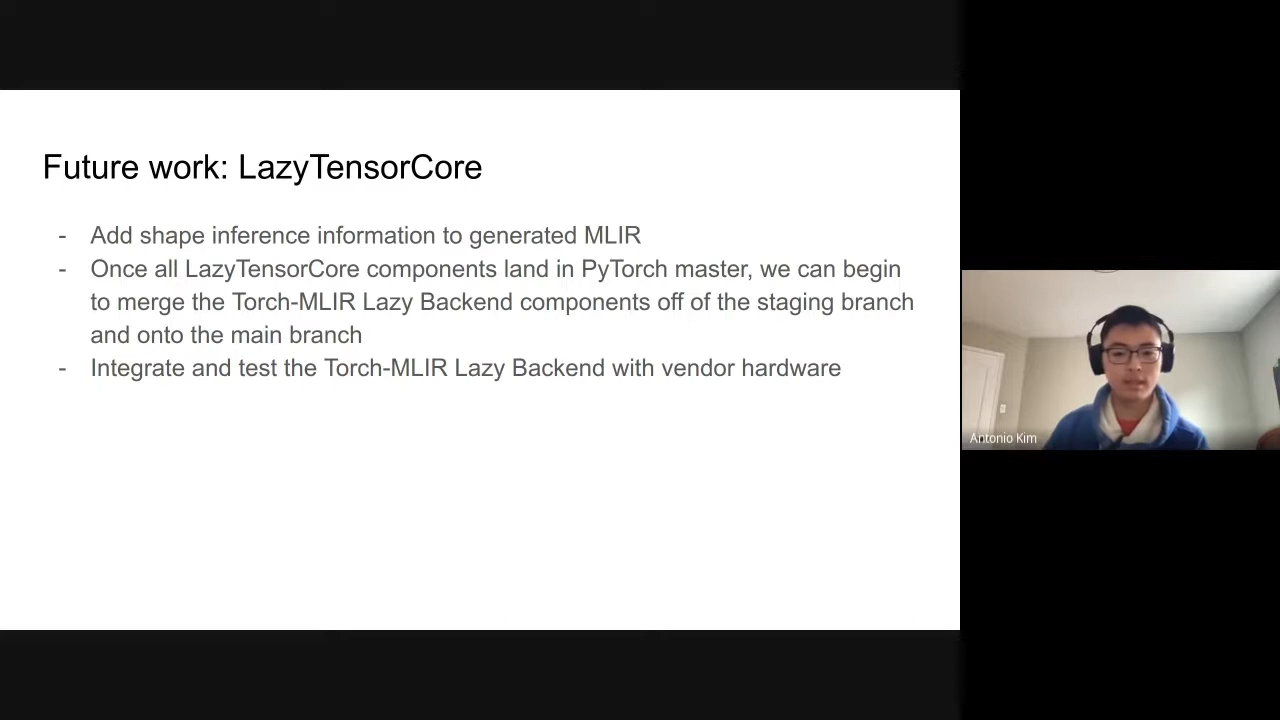 Future work: LazyTensorCore
- Add shape inference information to generated MLIR
- Once all LazyTensorCore components land in PyTorch master, we can begin
to merge the Torch-MLIR Lazy Backend components off of the staging branch
and onto the main branch
- Integrate and test the Torch-MLIR Lazy Backend with vendor hardware
Antonio Kim